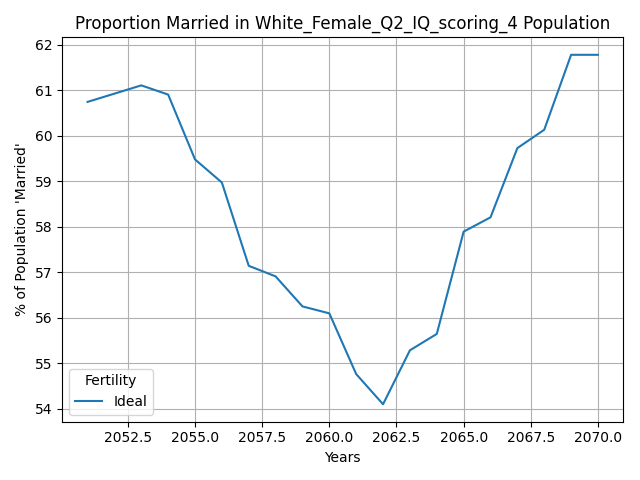 Proportion Married in White_Female_Q2_IQ_scoring_4 Population
% of Population 'Married'
62
61
60
59
58
57
56
55
54
Fertility
Ideal
2052.5 2055.0 2057.5 2060.0 2062.5 2065.0 2067.5 2070.0
Years